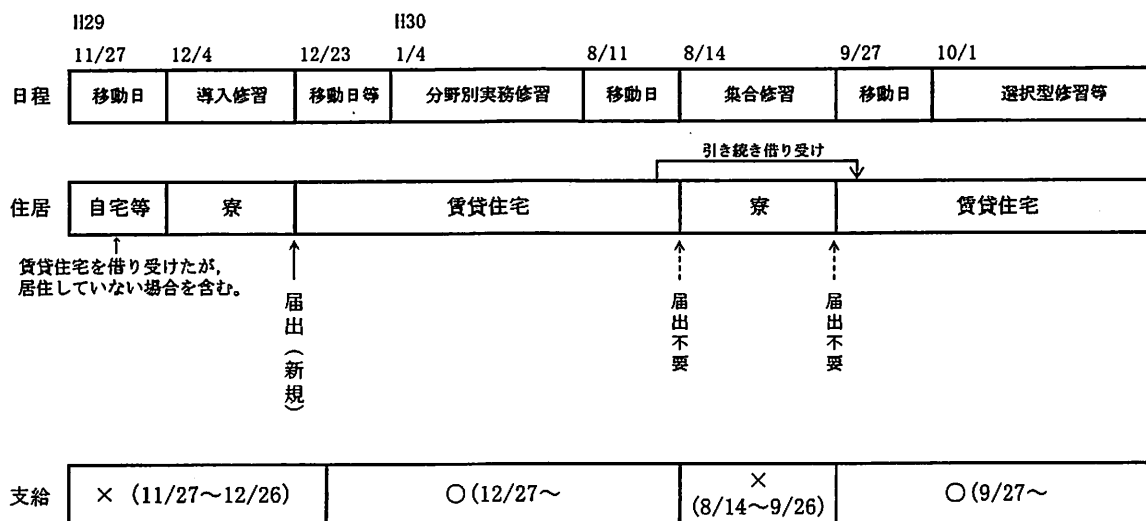 H29 H30
11/27 12/4 12/23 1/4 8/11 8/14 9/27 10/1
日程 移動日 導入修習 移動日等 分野別実務修習 移動日 集合修習 移動日 選択型修習等
引き続き借り受け
住居 自宅等 寮 賃貸住宅 寮 賃貸住宅
賃貸住宅を借り受けたが,
居住していない場合を含む。
届出(新規)
届出不要
届出不要
支給 × (11/27~12/26) ○(12/27~ × ○(9/27~
(8/14~9/26)